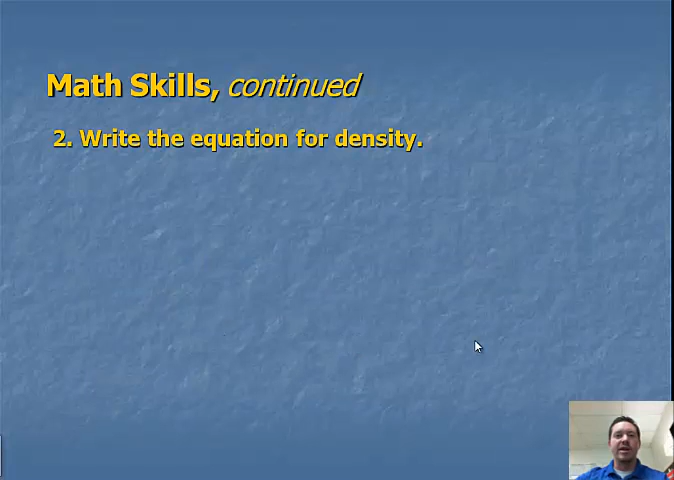 Math Skills, continued
2. Write the equation for density.